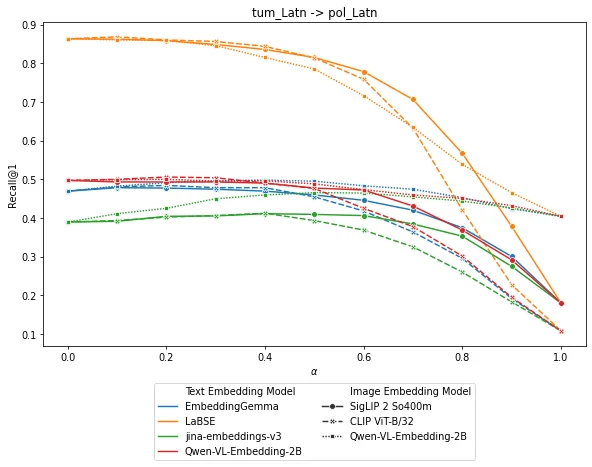 tum_Latn -> pol_Latn
Recall@1
0.9
0.8
0.7
0.6
0.5
0.4
0.3
0.2
0.1
0.0 0.2 0.4 0.6 0.8 1.0
α
Text Embedding Model
EmbeddingGemma
LaBSE
jina-embeddings-v3
Qwen-VL-Embedding-2B
Image Embedding Model
SigLIP 2 So400m
CLIP ViT-B/32
Qwen-VL-Embedding-2B